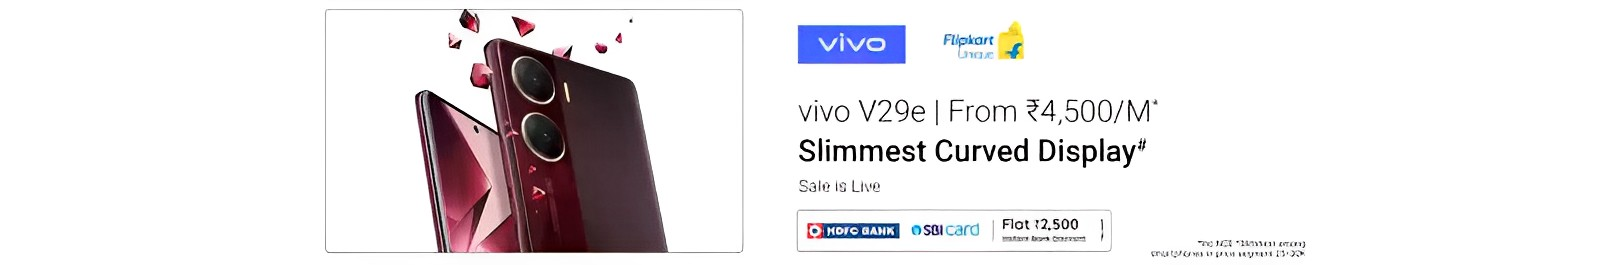 vivo
Flipkart
Unique
vivo V29e | From ₹4,500/M*
Slimmest Curved Display#
Sale is Live
HDFC BANK SBI card Flat ₹2,500